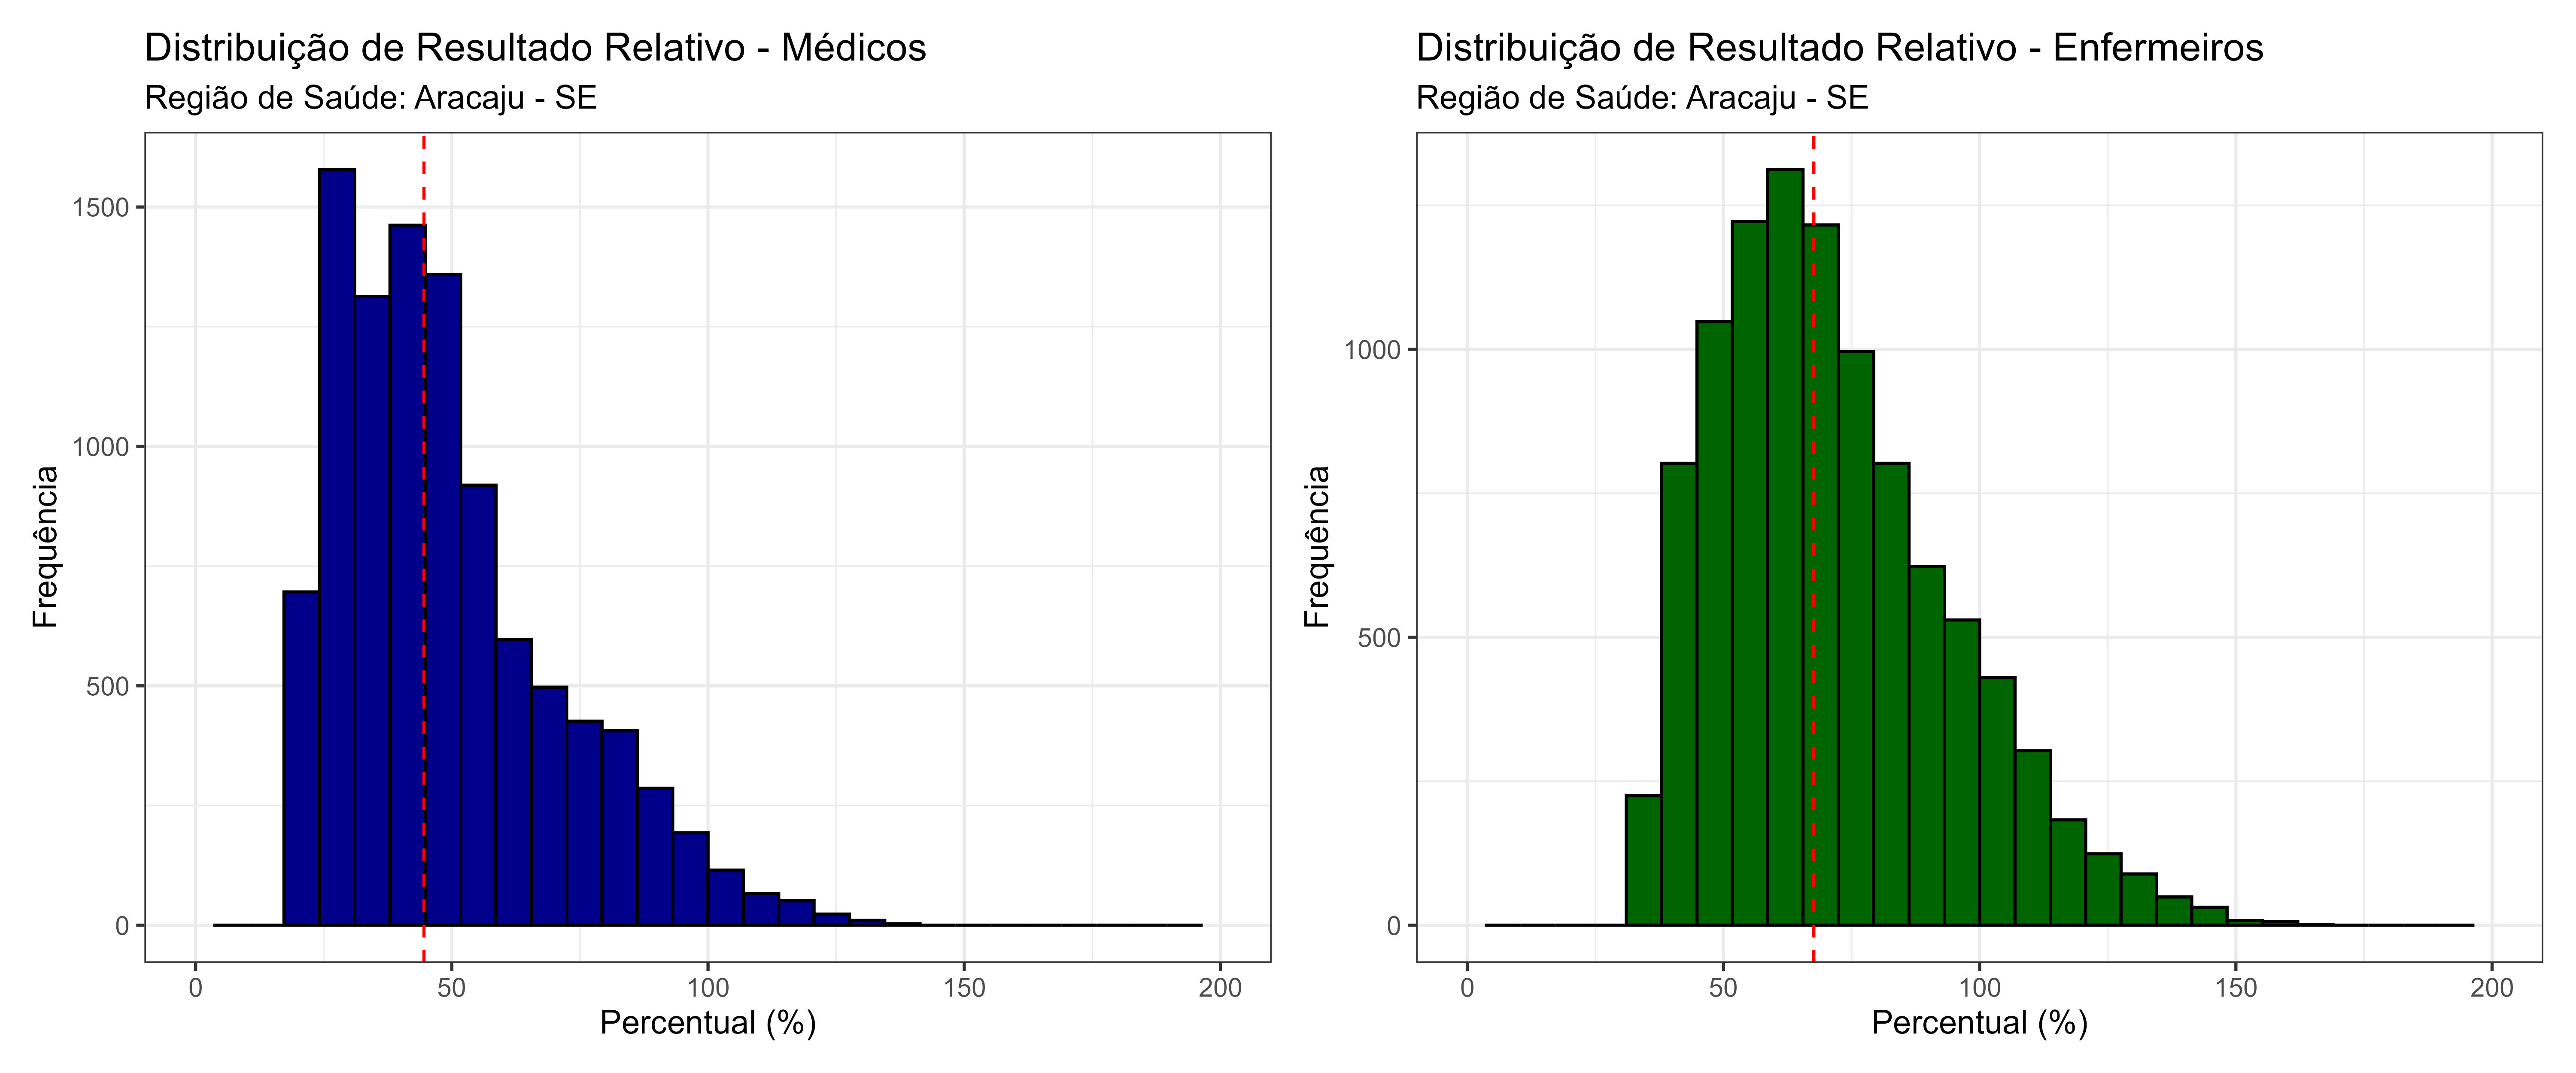 Distribuição de Resultado Relativo - Médicos
Região de Saúde: Aracaju - SE
1500
1000
500
0
Frequência
0 50 100 150 200
Percentual (%)
Distribuição de Resultado Relativo - Enfermeiros
Região de Saúde: Aracaju - SE
1000
500
0
Frequência
0 50 100 150 200
Percentual (%)